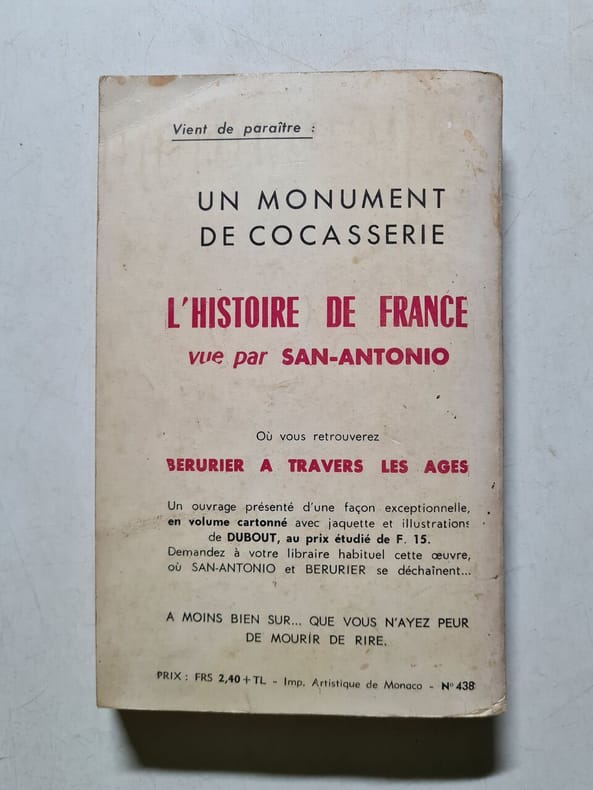 Vient de paraître :
UN MONUMENT
DE COCASSERIE
L'HISTOIRE DE FRANCE
vue par SAN-ANTONIO
Où vous retrouverez
BERURIER A TRAVERS LES AGES
Un ouvrage présenté d'une façon exceptionnelle,
en volume cartonné avec jaquette et illustrations
de DUBOUT, au prix étudié de F. 15.
Demandez à votre libraire habituel cette œuvre,
où SAN-ANTONIO et BERURIER se déchaînent...
A MOINS BIEN SUR... QUE VOUS N'AYEZ PEUR
DE MOURIR DE RIRE.
PRIX : FRS 2,40 + TL - Imp. Artistique de Monaco - N° 438